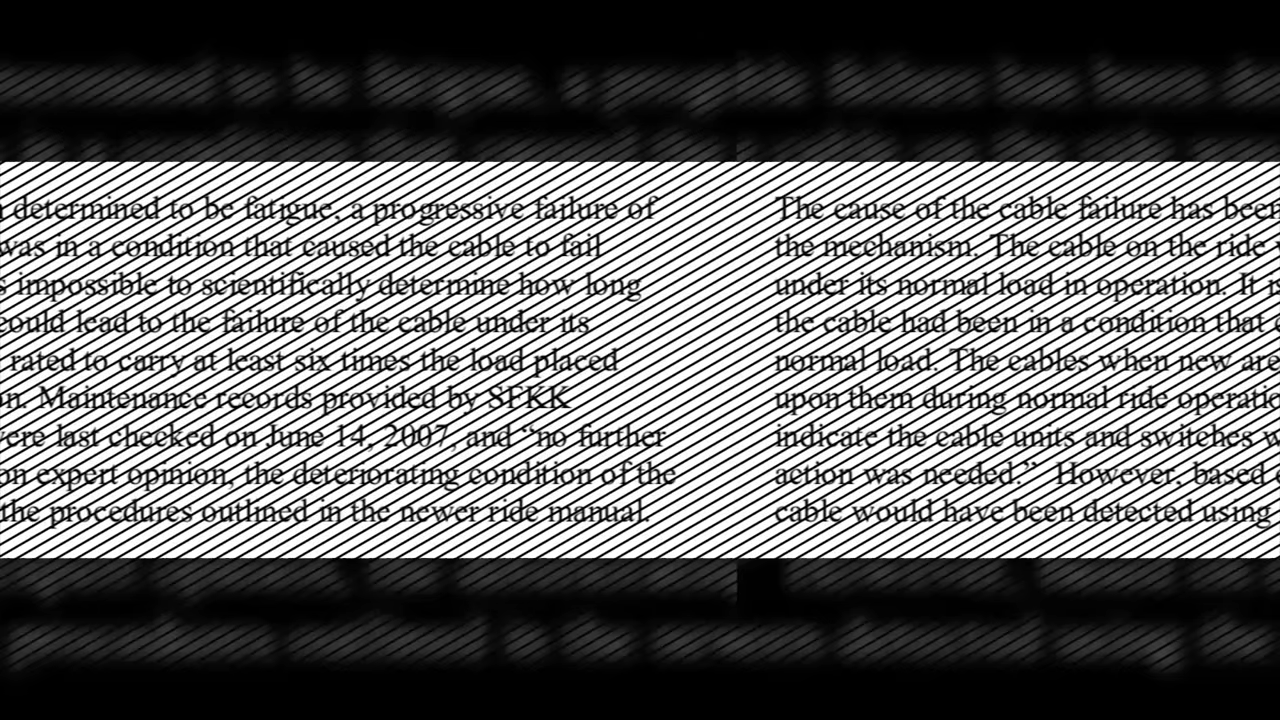 determined to be fatigue, a progressive failure of
was in a condition that caused the cable to fail
impossible to scientifically determine how long
could lead to the failure of the cable under its
rated to carry at least six times the load placed
on. Maintenance records provided by SFKK
were last checked on June 14, 2007, and “no further
on expert opinion, the deteriorating condition of the
the procedures outlined in the newer ride manual.
The cause of the cable failure has been
the mechanism. The cable on the ride
under its normal load in operation. It is
the cable had been in a condition that
normal load. The cables when new are
upon them during normal ride operatio
indicate the cable units and switches
action was needed.” However, based
cable would have been detected using